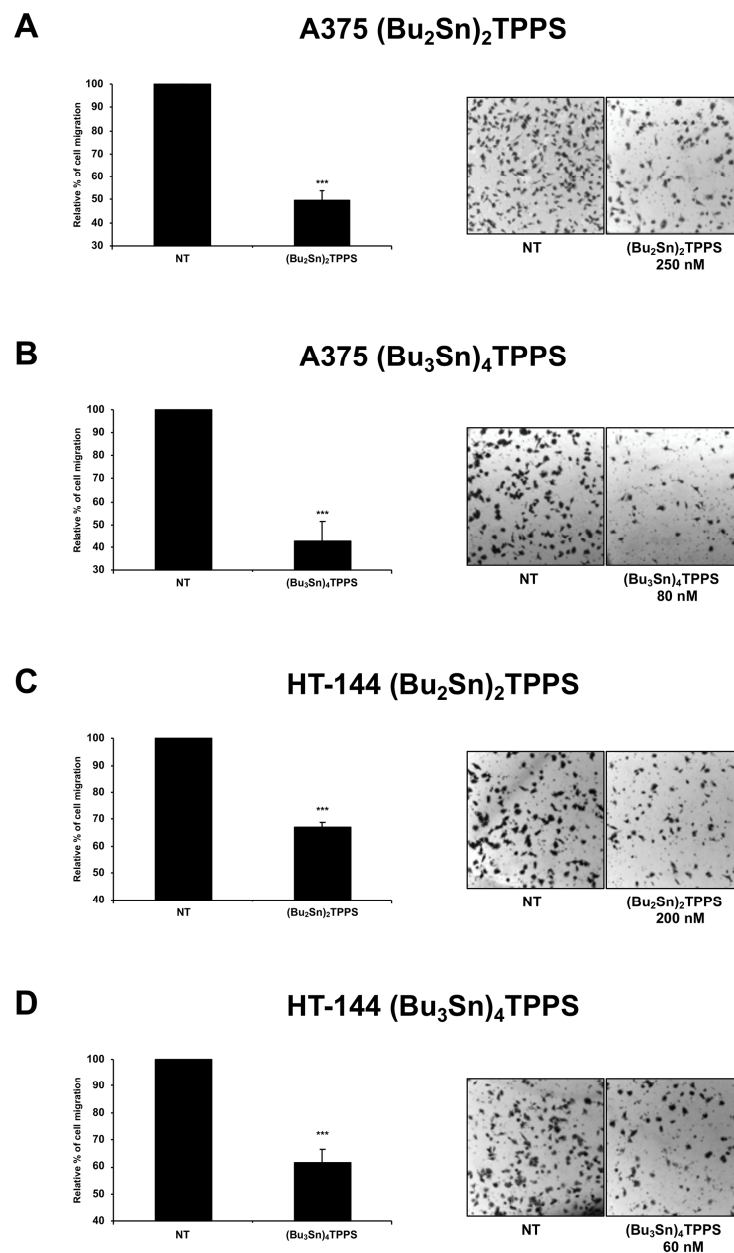 A
A375 (Bu₂Sn)₂TPPS
Relative % of cell migration
100
90
80
70
60
50
40
30
***
NT
(Bu₂Sn)₂TPPS
NT
(Bu₂Sn)₂TPPS
250 nM
B
A375 (Bu₃Sn)₄TPPS
Relative % of cell migration
100
90
80
70
60
50
40
30
***
NT
(Bu₃Sn)₄TPPS
NT
(Bu₃Sn)₄TPPS
80 nM
C
HT-144 (Bu₂Sn)₂TPPS
Relative % of cell migration
100
90
80
70
60
50
40
***
NT
(Bu₂Sn)₂TPPS
NT
(Bu₂Sn)₂TPPS
200 nM
D
HT-144 (Bu₃Sn)₄TPPS
Relative % of cell migration
100
90
80
70
60
50
40
***
NT
(Bu₃Sn)₄TPPS
NT
(Bu₃Sn)₄TPPS
60 nM